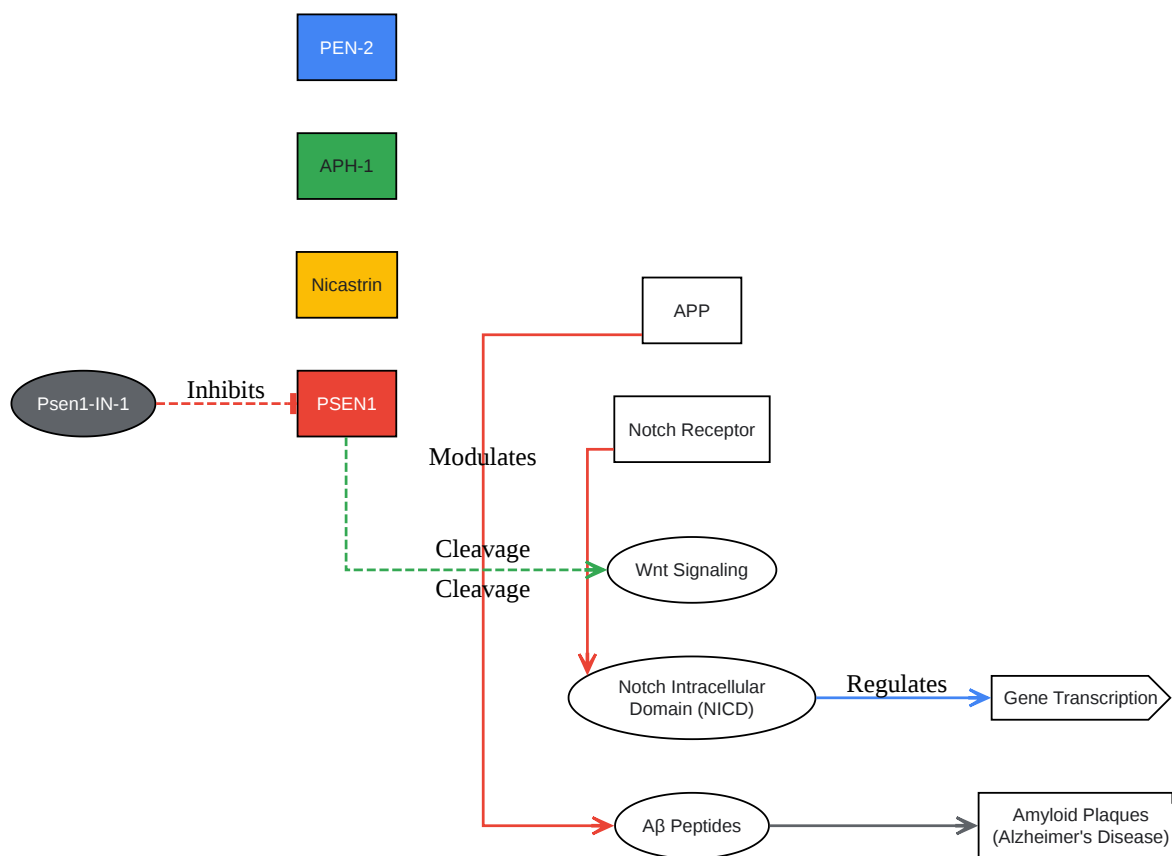 PEN-2
APH-1
Nicastrin
APP
Psen1-IN-1
Inhibits
PSEN1
Notch Receptor
Modulates
Cleavage
Wnt Signaling
Cleavage
Notch Intracellular
Domain (NICD)
Regulates
Gene Transcription
Aβ Peptides
Amyloid Plaques
(Alzheimer's Disease)